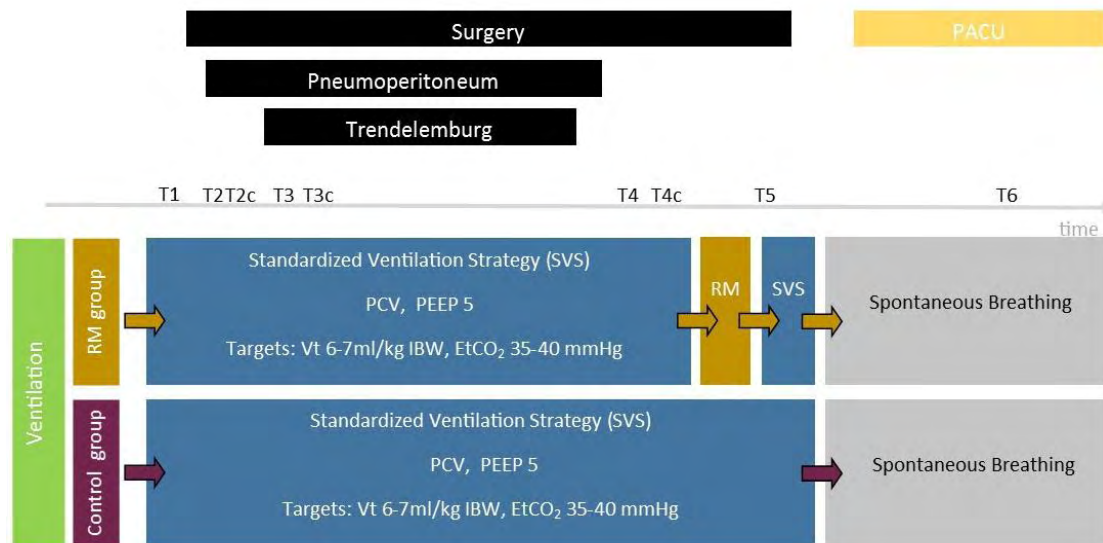 Surgery
PACU
Pneumoperitoneum
Trendelemburg
T1 T2 T2c T3 T3c T4 T4c T5 T6
time
Ventilation
RM group
Standardized Ventilation Strategy (SVS)
PCV, PEEP 5
Targets: Vt 6-7ml/kg IBW, EtCO₂ 35-40 mmHg
RM
SVS
Spontaneous Breathing
Control group
Standardized Ventilation Strategy (SVS)
PCV, PEEP 5
Targets: Vt 6-7ml/kg IBW, EtCO₂ 35-40 mmHg
Spontaneous Breathing